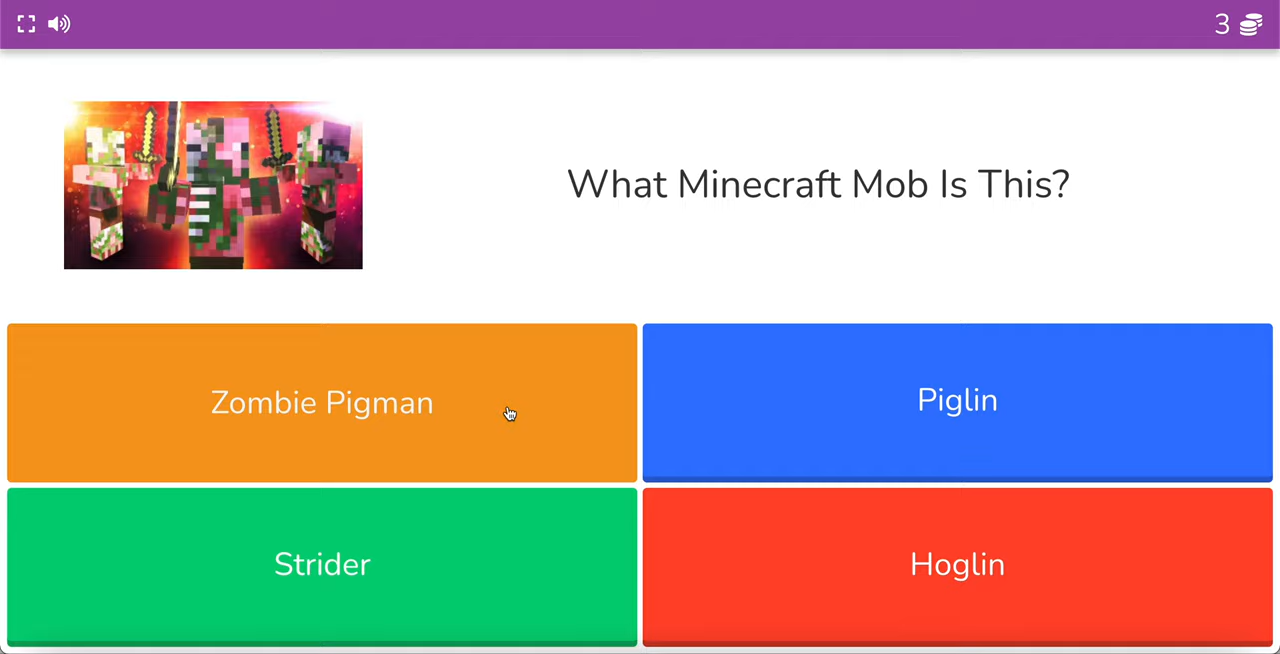 3
What Minecraft Mob Is This?
Zombie Pigman
Piglin
Strider
Hoglin